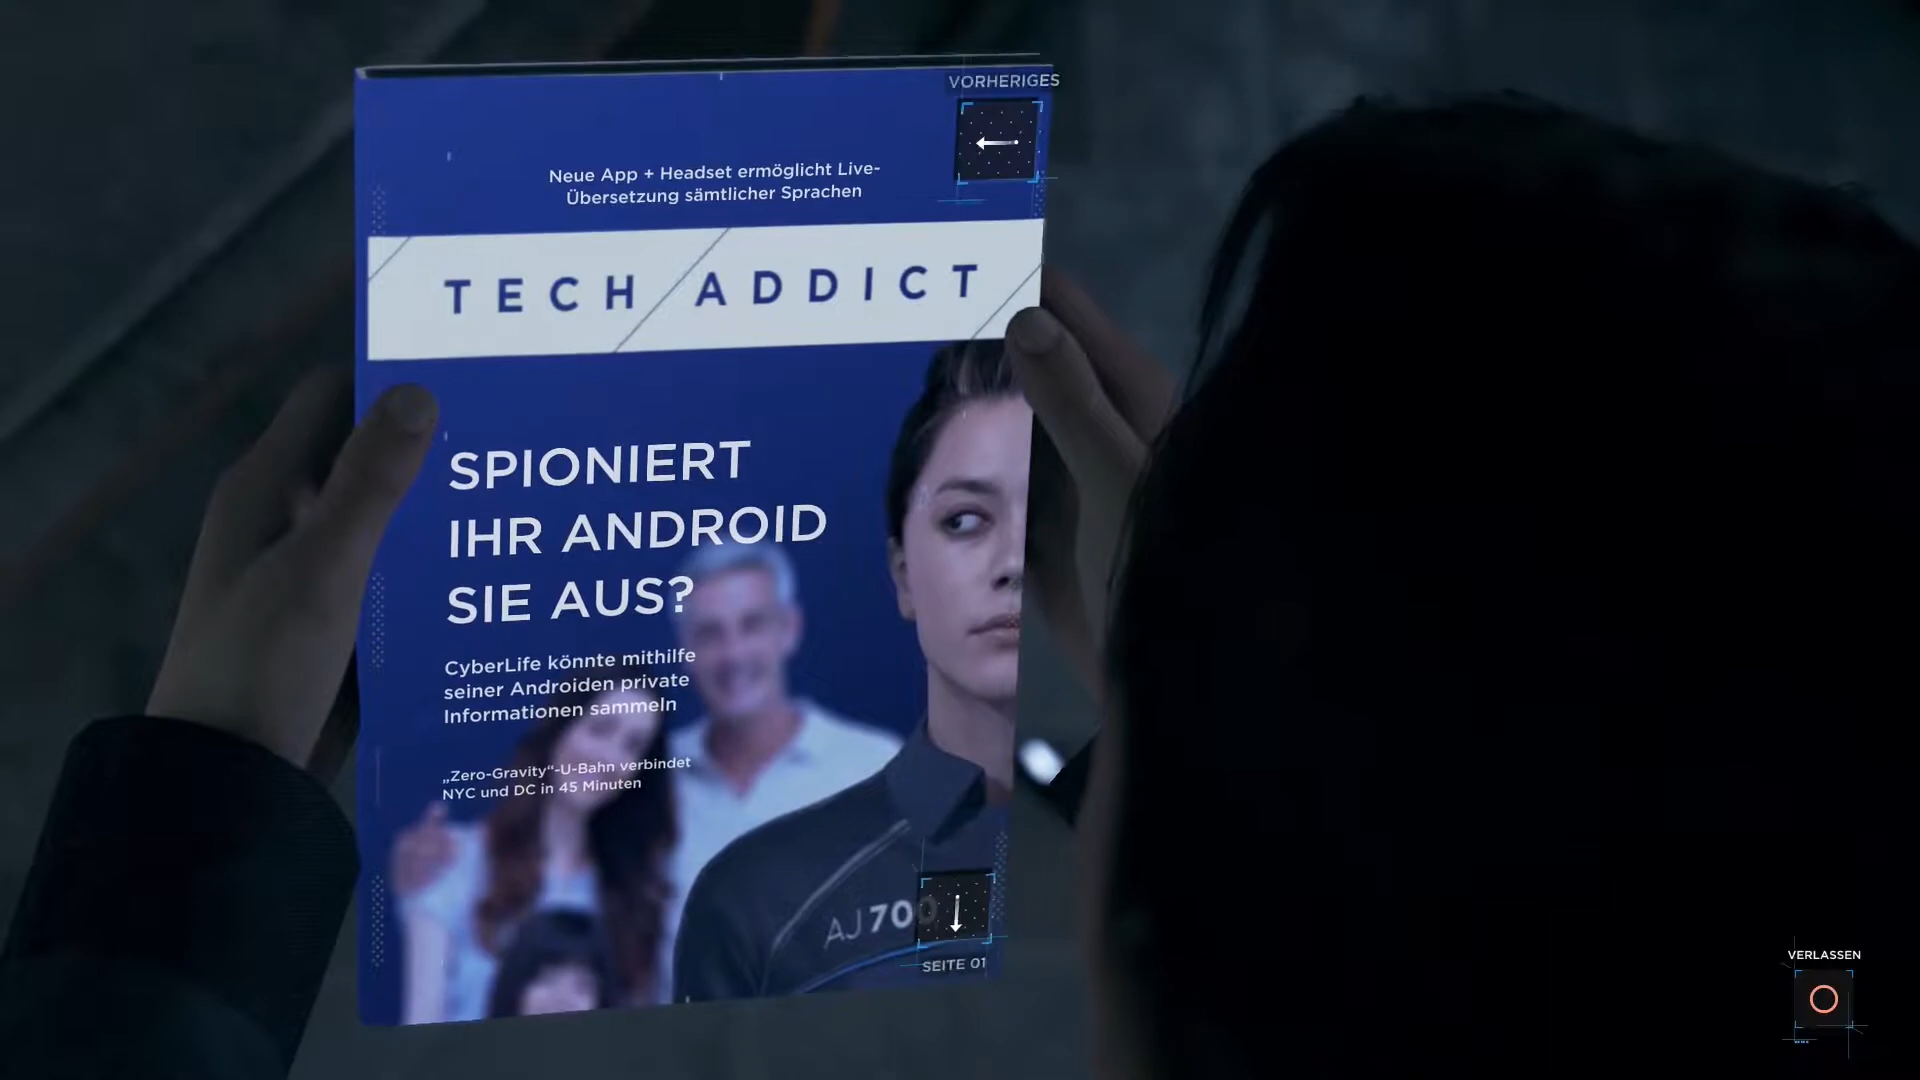 VORHERIGES
Neue App + Headset ermöglicht Live-
Übersetzung sämtlicher Sprachen
TECH ADDICT
SPIONIERT
IHR ANDROID
SIE AUS?
CyberLife könnte mithilfe
seiner Androiden private
Informationen sammeln
„Zero-Gravity“-U-Bahn verbindet
NYC und DC in 45 Minuten
AJ700
SEITE 01
VERLASSEN